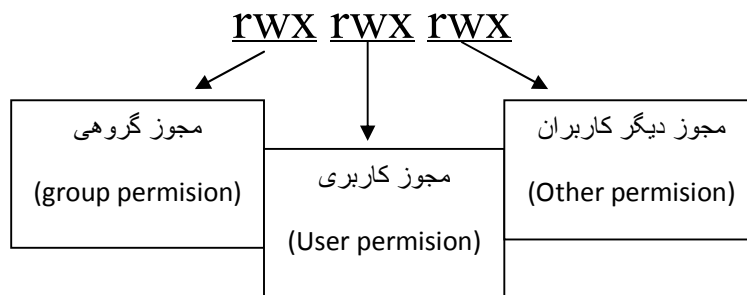 rwx rwx rwx
مجوز گروهی
(group permision)
مجوز کاربری
(User permision)
مجوز دیگر کاربران
(Other permision)